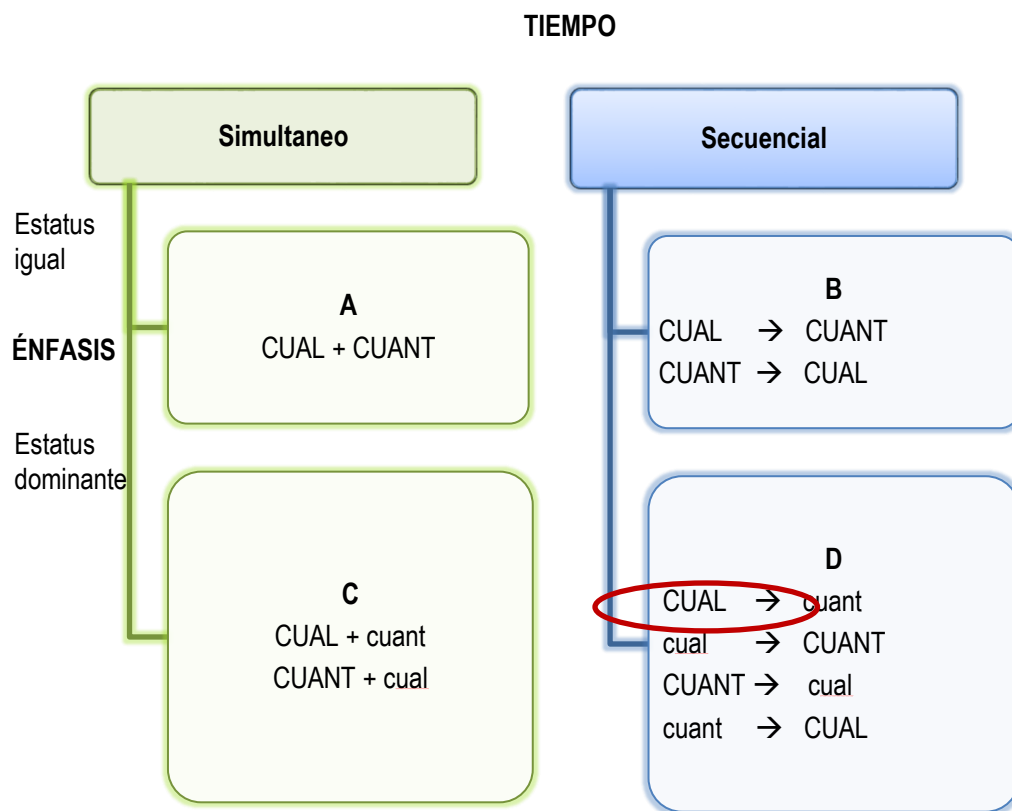 TIEMPO
Simultaneo
Secuencial
Estatus
igual
A
CUAL + CUANT
B
CUAL → CUANT
CUANT → CUAL
ÉNFASIS
Estatus
dominante
C
CUAL + cuant
CUANT + cual
D
CUAL → cuant
cual → CUANT
CUANT → cual
cuant → CUAL